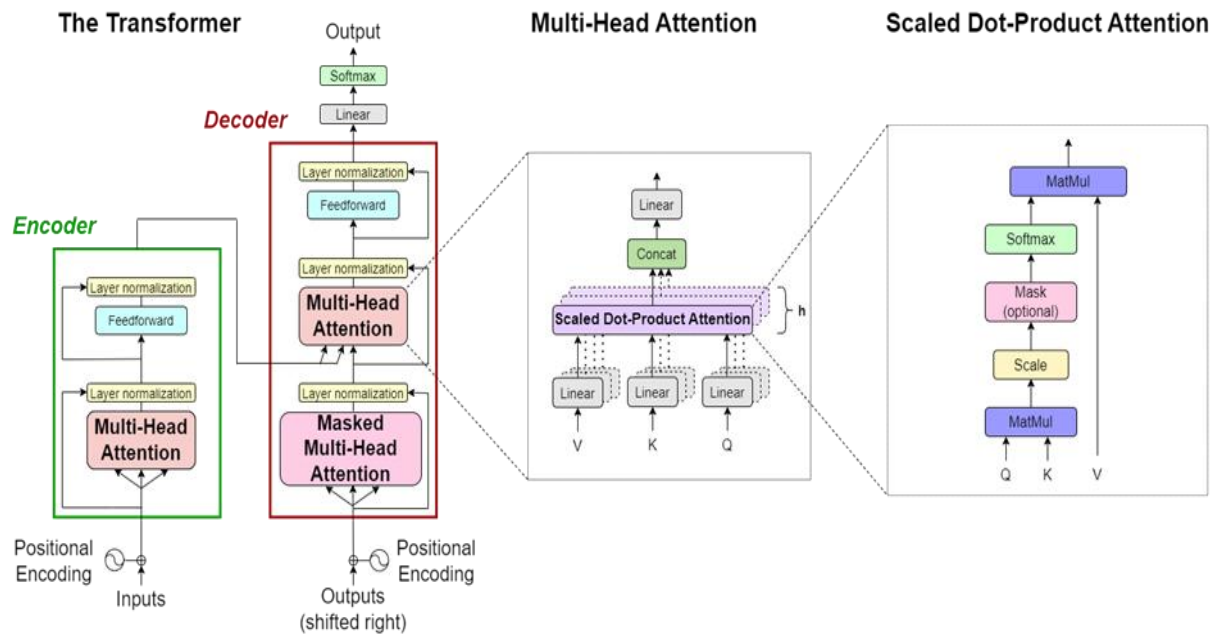 The Transformer
Output
Softmax
Linear
Decoder
Layer normalization
Feedforward
Layer normalization
Multi-Head
Attention
Layer normalization
Masked
Multi-Head
Attention
Positional
Encoding
Outputs
(shifted right)
Encoder
Layer normalization
Feedforward
Layer normalization
Multi-Head
Attention
Positional
Encoding
Inputs
Multi-Head Attention
Linear
Concat
Scaled Dot-Product Attention
h
Linear
Linear
Linear
V
K
Q
Scaled Dot-Product Attention
MatMul
Softmax
Mask
(optional)
Scale
MatMul
Q
K
V